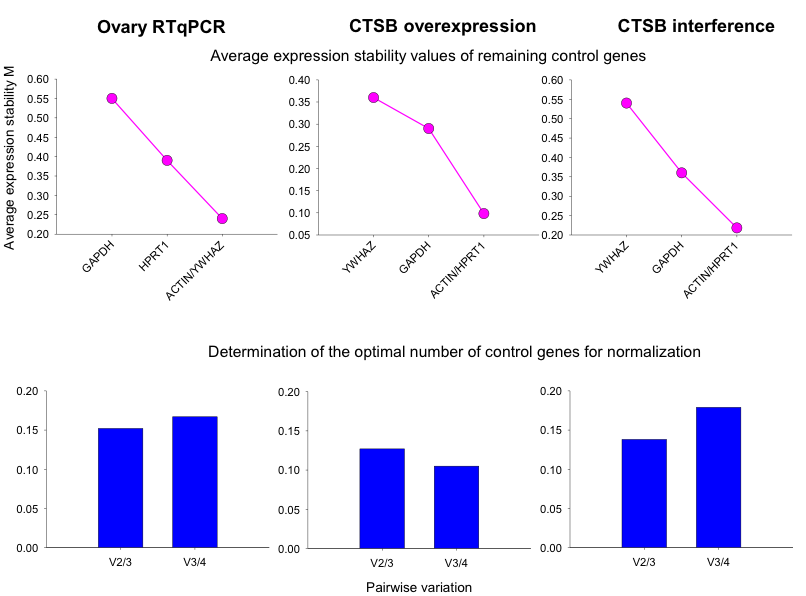 Ovary RTqPCR
CTSB overexpression
CTSB interference
Average expression stability values of remaining control genes
Average expression stability M
0.60
0.55
0.50
0.45
0.40
0.35
0.30
0.25
0.20
GAPDH
HPRT1
ACTIN/YWHAZ
0.40
0.35
0.30
0.25
0.20
0.15
0.10
0.05
YWHAZ
GAPDH
ACTIN/HPRT1
0.60
0.55
0.50
0.45
0.40
0.35
0.30
0.25
0.20
YWHAZ
GAPDH
ACTIN/HPRT1
Determination of the optimal number of control genes for normalization
0.20
0.15
0.10
0.05
0.00
V2/3
V3/4
0.20
0.15
0.10
0.05
0.00
V2/3
V3/4
0.20
0.15
0.10
0.05
0.00
V2/3
V3/4
Pairwise variation